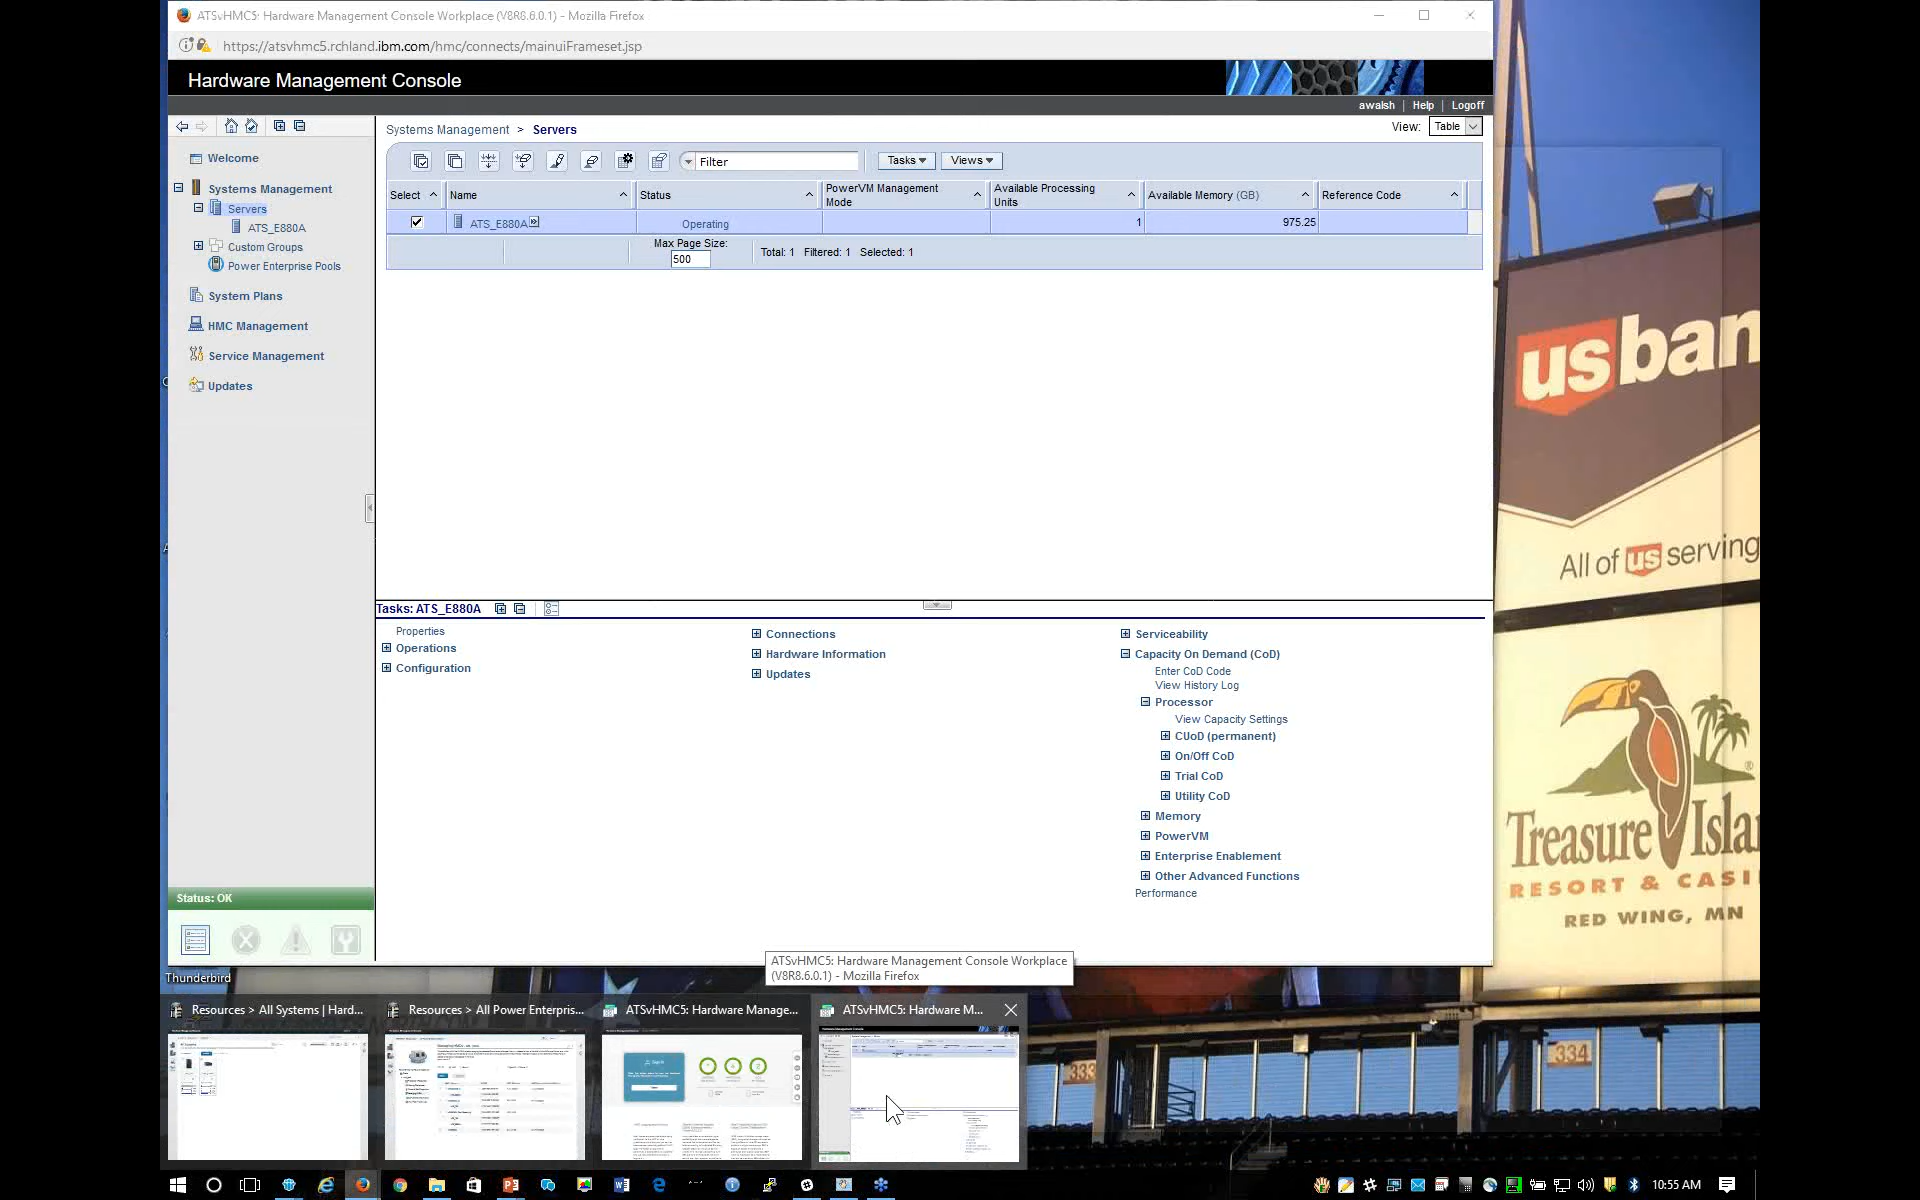 ATSvHMC5: Hardware Management Console Workplace (V8R8.6.0.1) - Mozilla Firefox
https://atsvhmc5.rchland.ibm.com/hmc/connects/mainuiFrameset.jsp
Hardware Management Console
awalsh | Help | Logoff
Systems Management > Servers
View: Table
Welcome
Systems Management
Servers
ATS_E880A
Custom Groups
Power Enterprise Pools
System Plans
HMC Management
Service Management
Updates
Filter
Tasks
Views
Select
Name
Status
PowerVM Management Mode
Available Processing Units
Available Memory (GB)
Reference Code
ATS_E880A
Operating
1
975.25
Max Page Size:
500
Total: 1 Filtered: 1 Selected: 1
Tasks: ATS_E880A
Properties
Operations
Configuration
Connections
Hardware Information
Updates
Serviceability
Capacity On Demand (CoD)
Enter CoD Code
View History Log
Processor
View Capacity Settings
CUoD (permanent)
On/Off CoD
Trial CoD
Utility CoD
Memory
PowerVM
Enterprise Enablement
Other Advanced Functions
Performance
Status: OK
Thunderbird
ATSvHMC5: Hardware Management Console Workplace
(V8R8.6.0.1) - Mozilla Firefox
Resources > All Systems | Hard...
Resources > All Power Enterpris...
ATSvHMC5: Hardware Manage...
ATSvHMC5: Hardware M...
10:55 AM
usban
All of us serving
Treasure Isla
RESORT & CASI
RED WING, MN
333
334